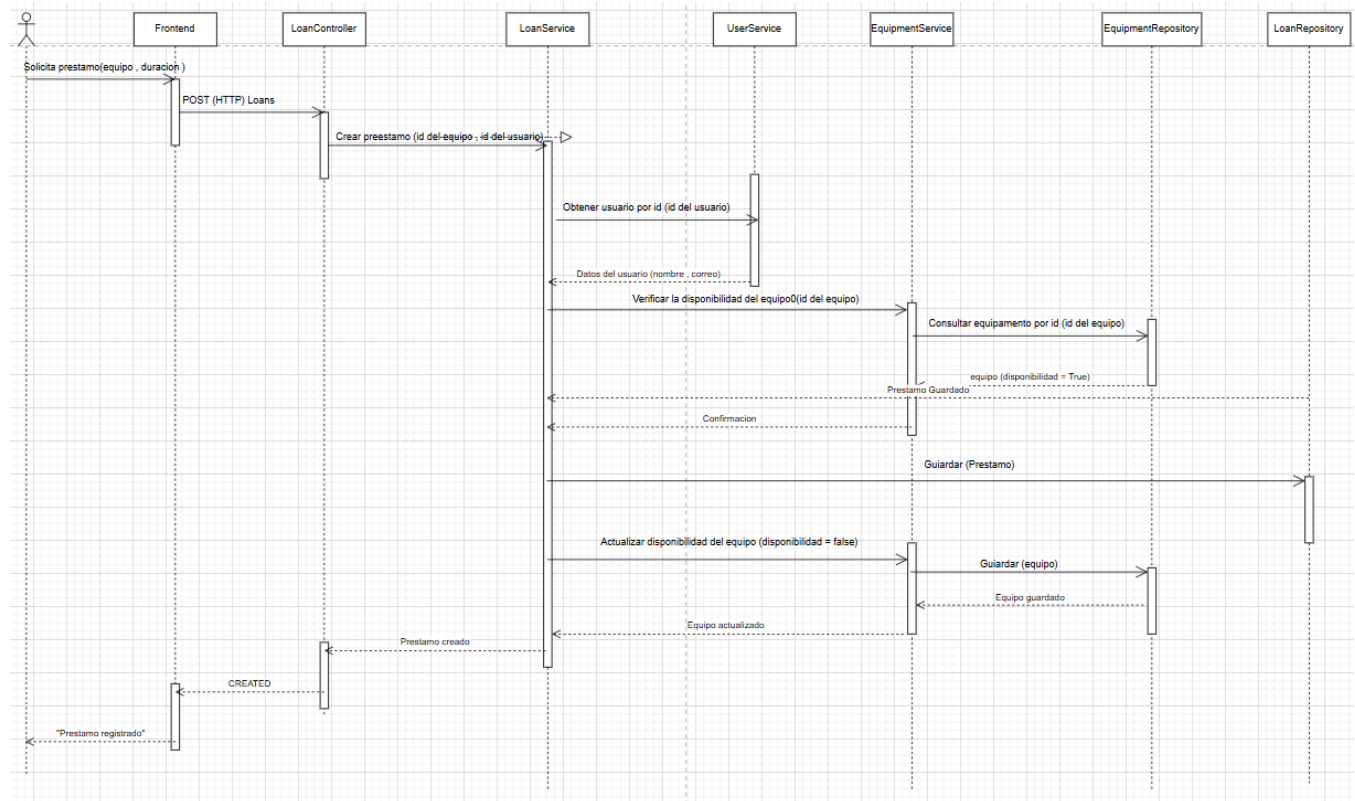 Frontend
LoanController
LoanService
UserService
EquipmentService
EquipmentRepository
LoanRepository
Solicita prestamo(equipo , duracion )
POST (HTTP) Loans
Crear preestamo (id del equipo , id del usuario)
Obtener usuario por id (id del usuario)
Datos del usuario (nombre , correo)
Verificar la disponibilidad del equipo0(id del equipo)
Consultar equipamento por id (id del equipo)
equipo (disponibilidad = True)
Prestamo Guardado
Confirmacion
Guiardar (Prestamo)
Actualizar disponibilidad del equipo (disponibilidad = false)
Guiardar (equipo)
Equipo guardado
Equipo actualizado
Prestamo creado
CREATED
"Prestamo registrado"